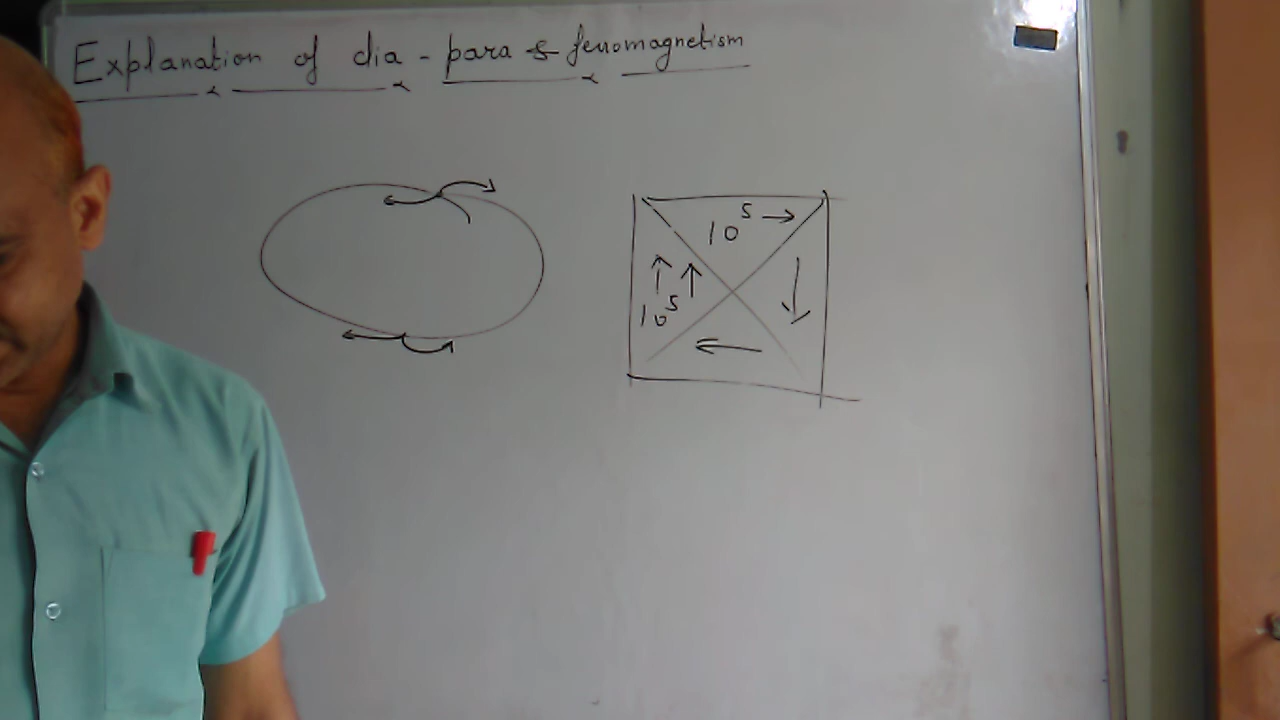 Explanation of dia - para & ferromagnetism
10⁵
10⁵